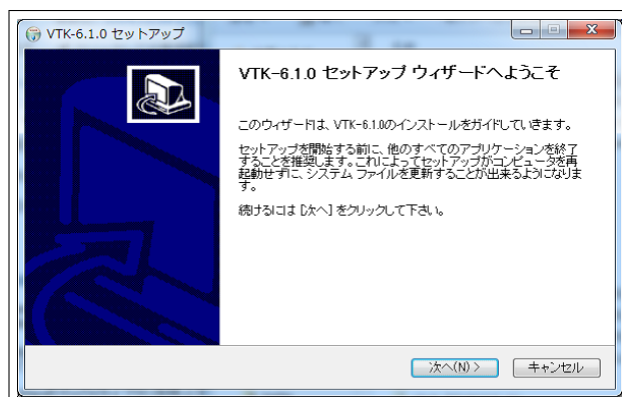 VTK-6.1.0 セットアップ
VTK-6.1.0 セットアップ ウィザードへようこそ
このウィザードは、VTK-6.1.0のインストールをガイドしていきます。
セットアップを開始する前に、他のすべてのアプリケーションを終了
することを推奨します。これによってセットアップがコンピュータを再
起動せずに、システム ファイルを更新することが出来るようになりま
す。
続けるには [次へ] をクリックして下さい。
次へ(N) >
キャンセル